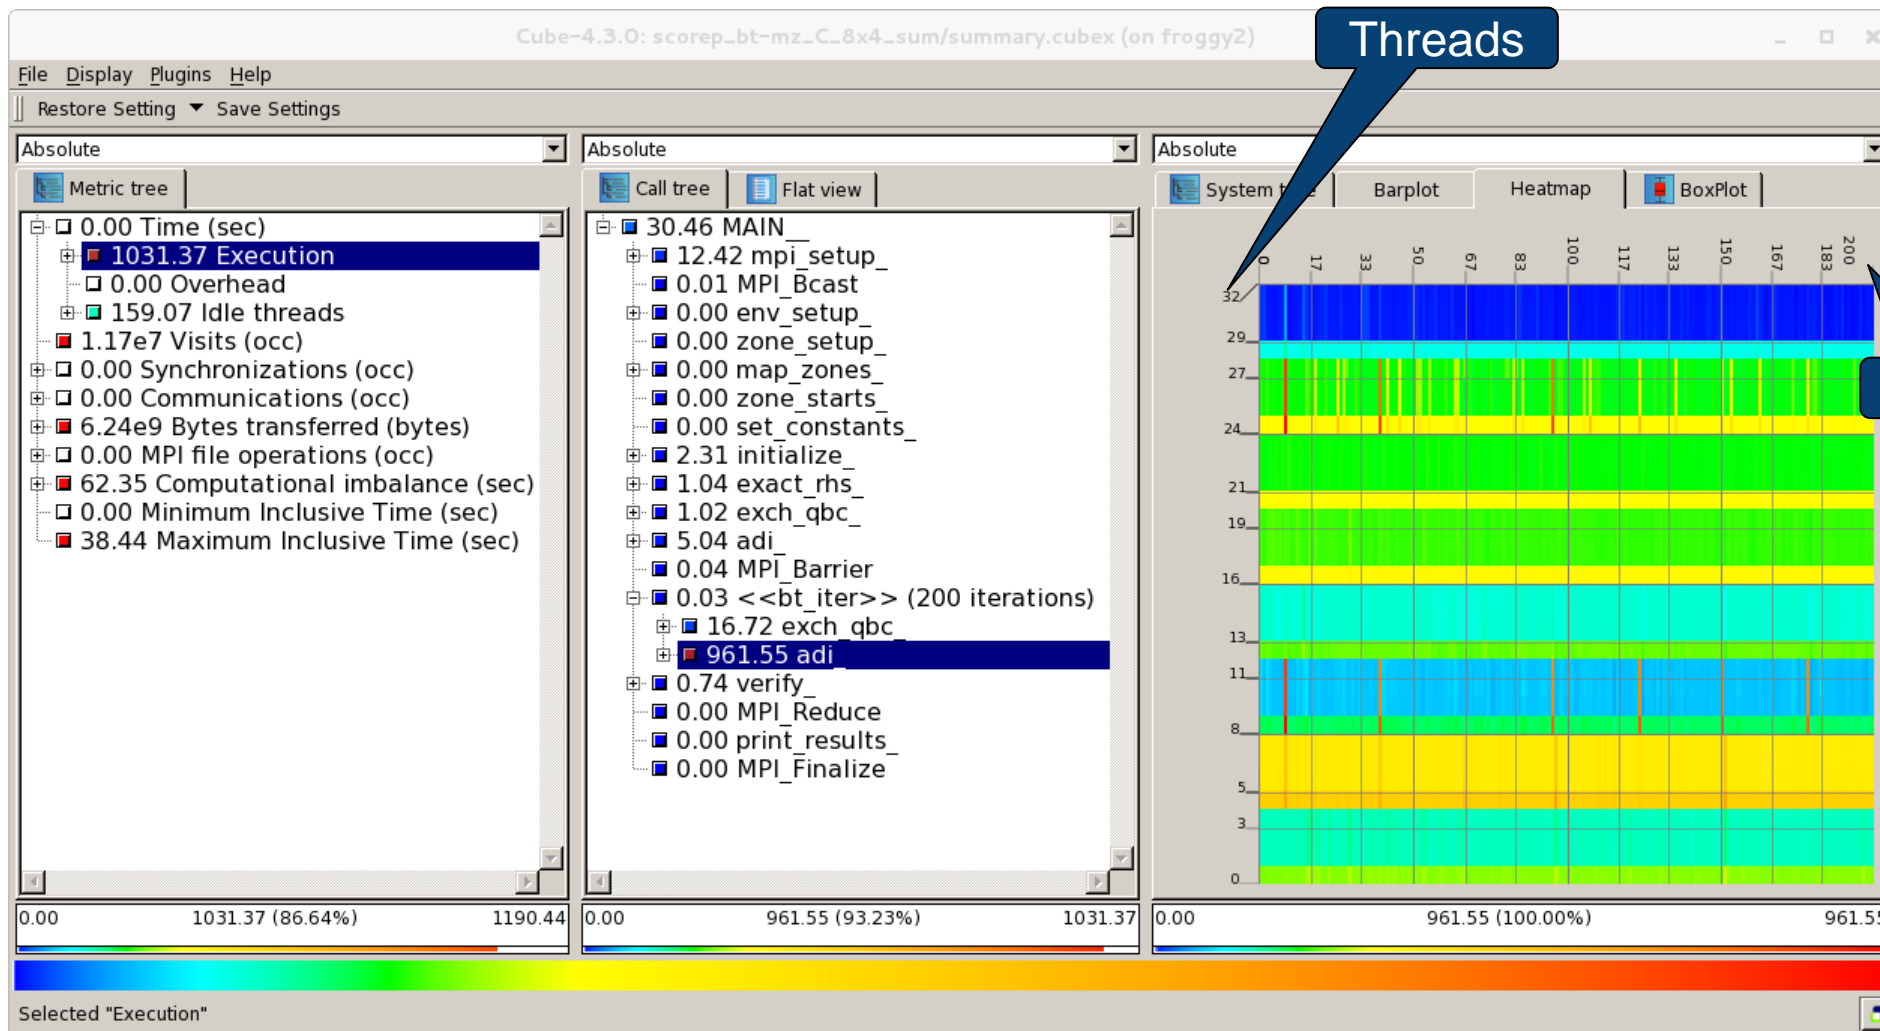 Cube-4.3.0: scorep_bt-mz_C_8x4_sum/summary.cubex (on froggy2)
Threads
File Display Plugins Help
Restore Setting Save Settings
Absolute
Metric tree
0.00 Time (sec)
1031.37 Execution
0.00 Overhead
159.07 Idle threads
1.17e7 Visits (occ)
0.00 Synchronizations (occ)
0.00 Communications (occ)
6.24e9 Bytes transferred (bytes)
0.00 MPI file operations (occ)
62.35 Computational imbalance (sec)
0.00 Minimum Inclusive Time (sec)
38.44 Maximum Inclusive Time (sec)
0.00 1031.37 (86.64%) 1190.44
Absolute
Call tree Flat view
30.46 MAIN__
12.42 mpi_setup_
0.01 MPI_Bcast
0.00 env_setup_
0.00 zone_setup_
0.00 map_zones_
0.00 zone_starts_
0.00 set_constants_
2.31 initialize_
1.04 exact_rhs_
1.02 exch_qbc_
5.04 adi_
0.04 MPI_Barrier
0.03 <<bt_iter>> (200 iterations)
16.72 exch_qbc_
961.55 adi_
0.74 verify_
0.00 MPI_Reduce
0.00 print_results_
0.00 MPI_Finalize
0.00 961.55 (93.23%) 1031.37
Absolute
System Barplot Heatmap BoxPlot
0 17 33 50 67 83 100 117 133 150 167 183 200
32
29
27
24
21
19
16
13
11
8
5
3
0
0.00 961.55 (100.00%) 961.55
Selected "Execution"